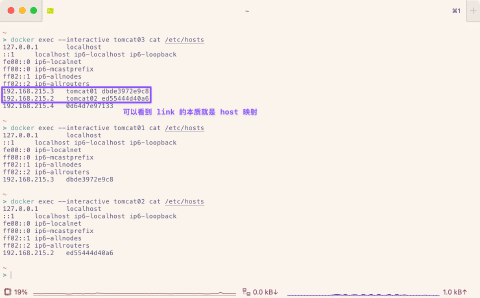 ~
⌘1
~
> docker exec --interactive tomcat03 cat /etc/hosts
127.0.0.1 localhost
::1 localhost ip6-localhost ip6-loopback
fe00::0 ip6-localnet
ff00::0 ip6-mcastprefix
ff02::1 ip6-allnodes
ff02::2 ip6-allrouters
192.168.215.3 tomcat01 dbde3972e9c8
192.168.215.2 tomcat02 ed55444d40a6
192.168.215.4 0d64d7e97133
可以看到 link 的本质就是 host 映射
~
> docker exec --interactive tomcat01 cat /etc/hosts
127.0.0.1 localhost
::1 localhost ip6-localhost ip6-loopback
fe00::0 ip6-localnet
ff00::0 ip6-mcastprefix
ff02::1 ip6-allnodes
ff02::2 ip6-allrouters
192.168.215.3 dbde3972e9c8
~
> docker exec --interactive tomcat02 cat /etc/hosts
127.0.0.1 localhost
::1 localhost ip6-localhost ip6-loopback
fe00::0 ip6-localnet
ff00::0 ip6-mcastprefix
ff02::1 ip6-allnodes
ff02::2 ip6-allrouters
192.168.215.2 ed55444d40a6
~
>
19% 0.0 kB↓ 1.0 kB↑